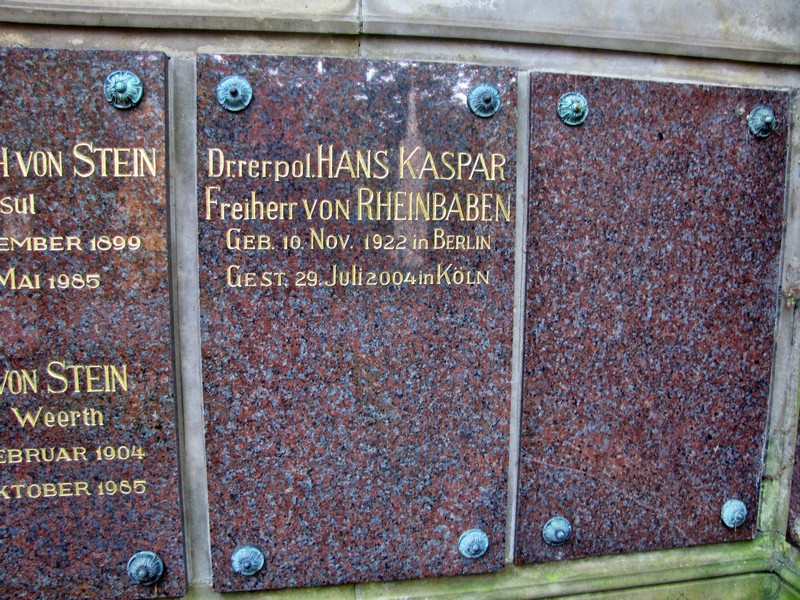 H VON STEIN
SUL
EMBER 1899
MAI 1985
VON STEIN
Weerth
EBRUAR 1904
KTOBER 1985
Dr.rer.pol.HANS KASPAR
Freiherr VON RHEINBABEN
GEB. 10. NOV. 1922 in BERLIN
GEST. 29. JUli 2004 in KÖLN